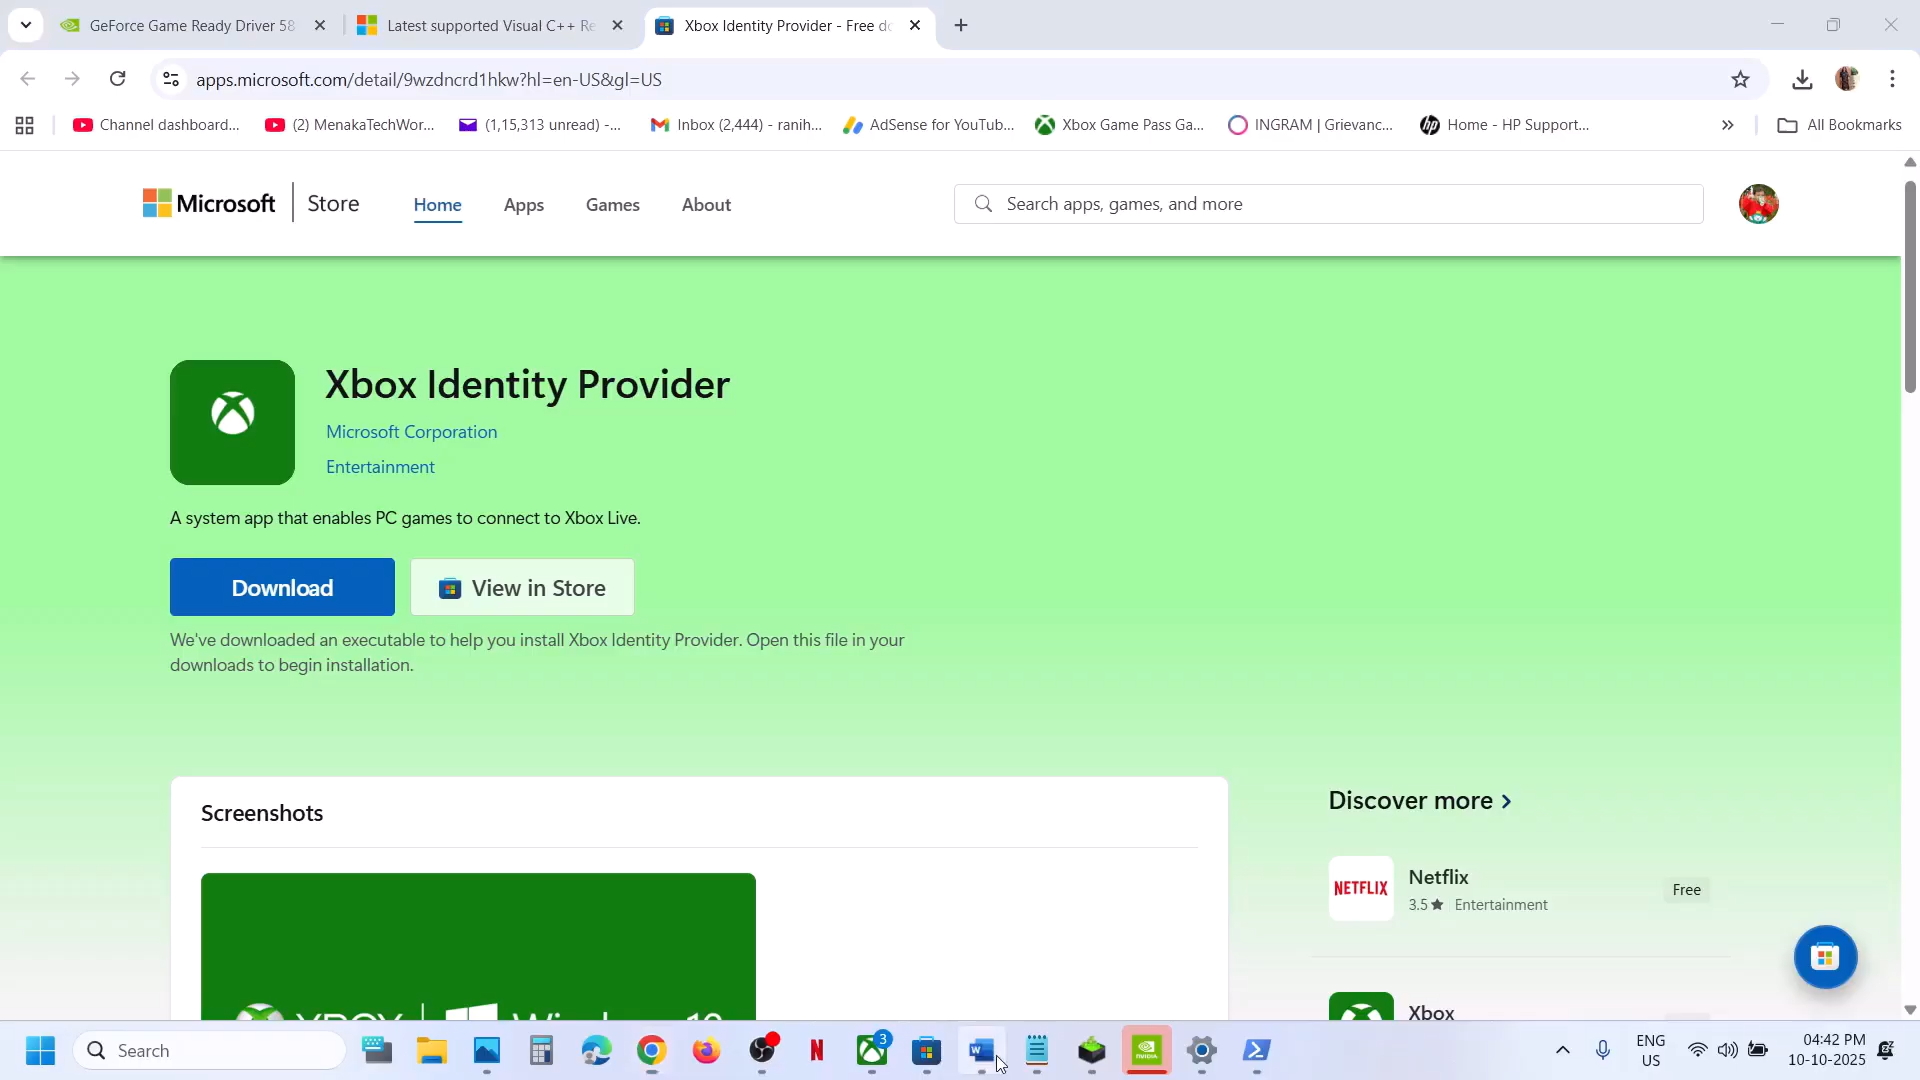 GeForce Game Ready Driver 58
Latest supported Visual C++ Re
Xbox Identity Provider - Free do
apps.microsoft.com/detail/9wzdncrd1hkw?hl=en-US&gl=US
Channel dashboard...
(2) MenakaTechWor...
(1,15,313 unread) -...
Inbox (2,444) - ranih...
AdSense for YouTub...
Xbox Game Pass Ga...
INGRAM | Grievanc...
Home - HP Support...
All Bookmarks
Microsoft
Store
Home
Apps
Games
About
Search apps, games, and more
Xbox Identity Provider
Microsoft Corporation
Entertainment
A system app that enables PC games to connect to Xbox Live.
Download
View in Store
We've downloaded an executable to help you install Xbox Identity Provider. Open this file in your
downloads to begin installation.
Screenshots
Discover more
NETFLIX
Netflix
3.5★ Entertainment
Free
Xbox
XBOX | Windows 10
Search
3
ENG
US
04:42 PM
10-10-2025